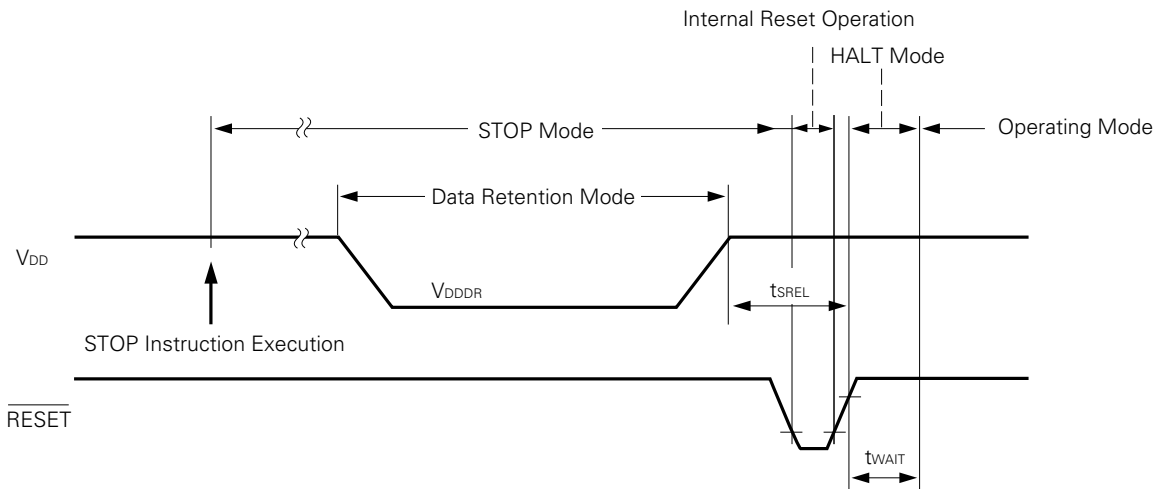 Internal Reset Operation
HALT Mode
STOP Mode
Operating Mode
Data Retention Mode
VDD
VDDDR
tSREL
STOP Instruction Execution
RESET
tWAIT